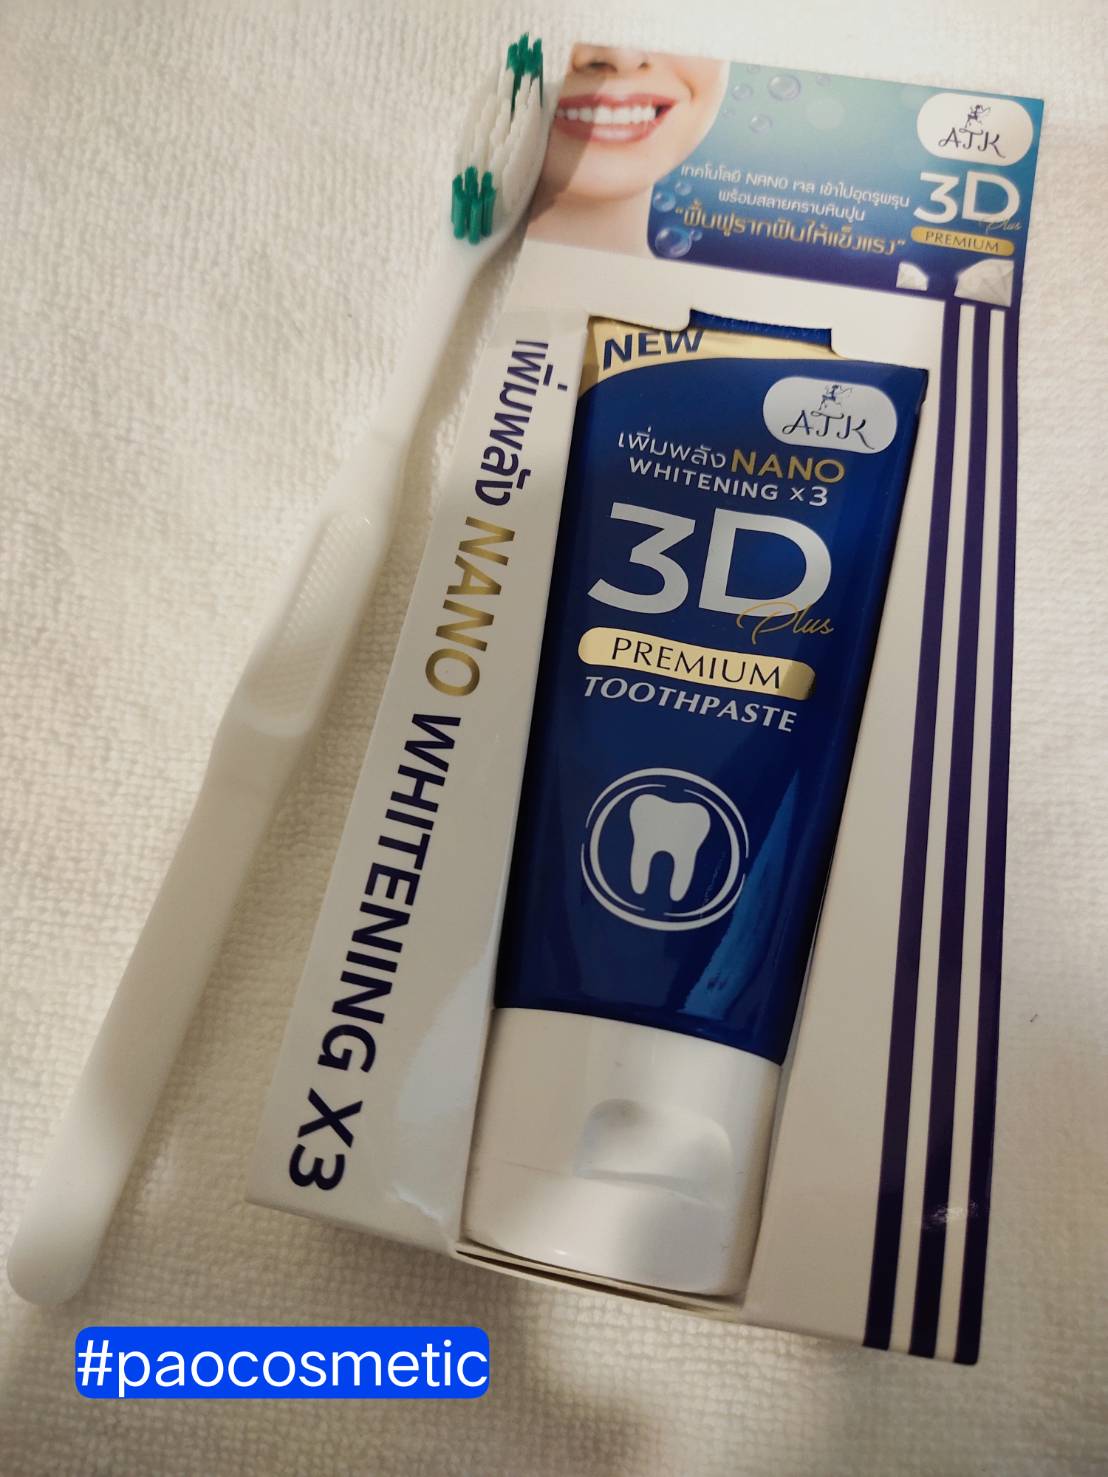 ATK
เทคโนโลยี NANO เจล เข้าไปอุดรูพรุน
พร้อมสลายคราบหินปูน
"ฟื้นฟูรากฟันให้แข็งแรง"
3D
Plus
PREMIUM
เพิ่มพลัง NANO WHITENING X3
NEW
ATK
เพิ่มพลัง NANO
WHITENING x3
3D
Plus
PREMIUM
TOOTHPASTE
#paocosmetic